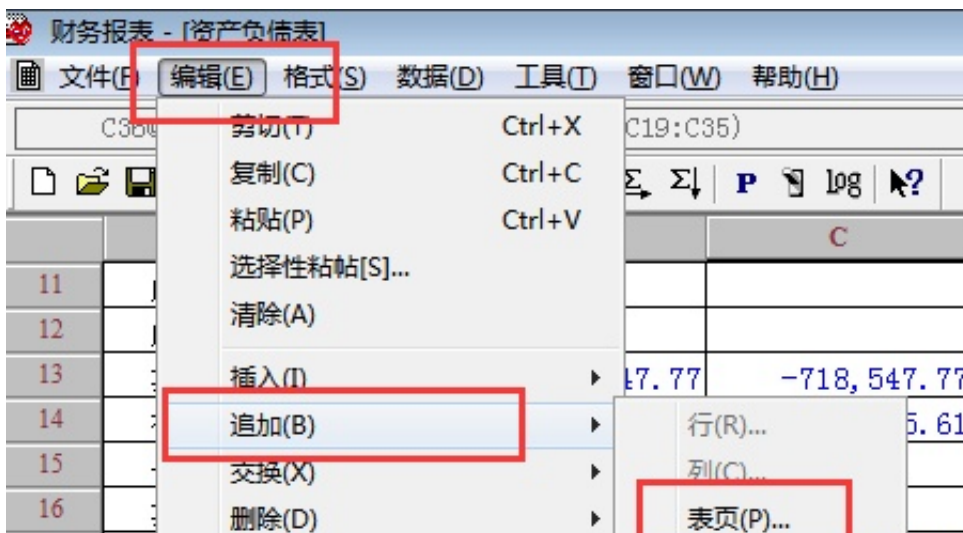 财务报表 - [资产负债表]
文件(F) 编辑(E) 格式(S) 数据(D) 工具(T) 窗口(W) 帮助(H)
C19:C35)
剪切(T) Ctrl+X
复制(C) Ctrl+C
粘贴(P) Ctrl+V
P log ?
选择性粘帖[S]...
C
清除(A)
11
12
插入(I)
13 47.77 -718,547.77
追加(B)
14 行(R)... 5.61
交换(X)
15 列(C)...
删除(D)
16 表页(P)...